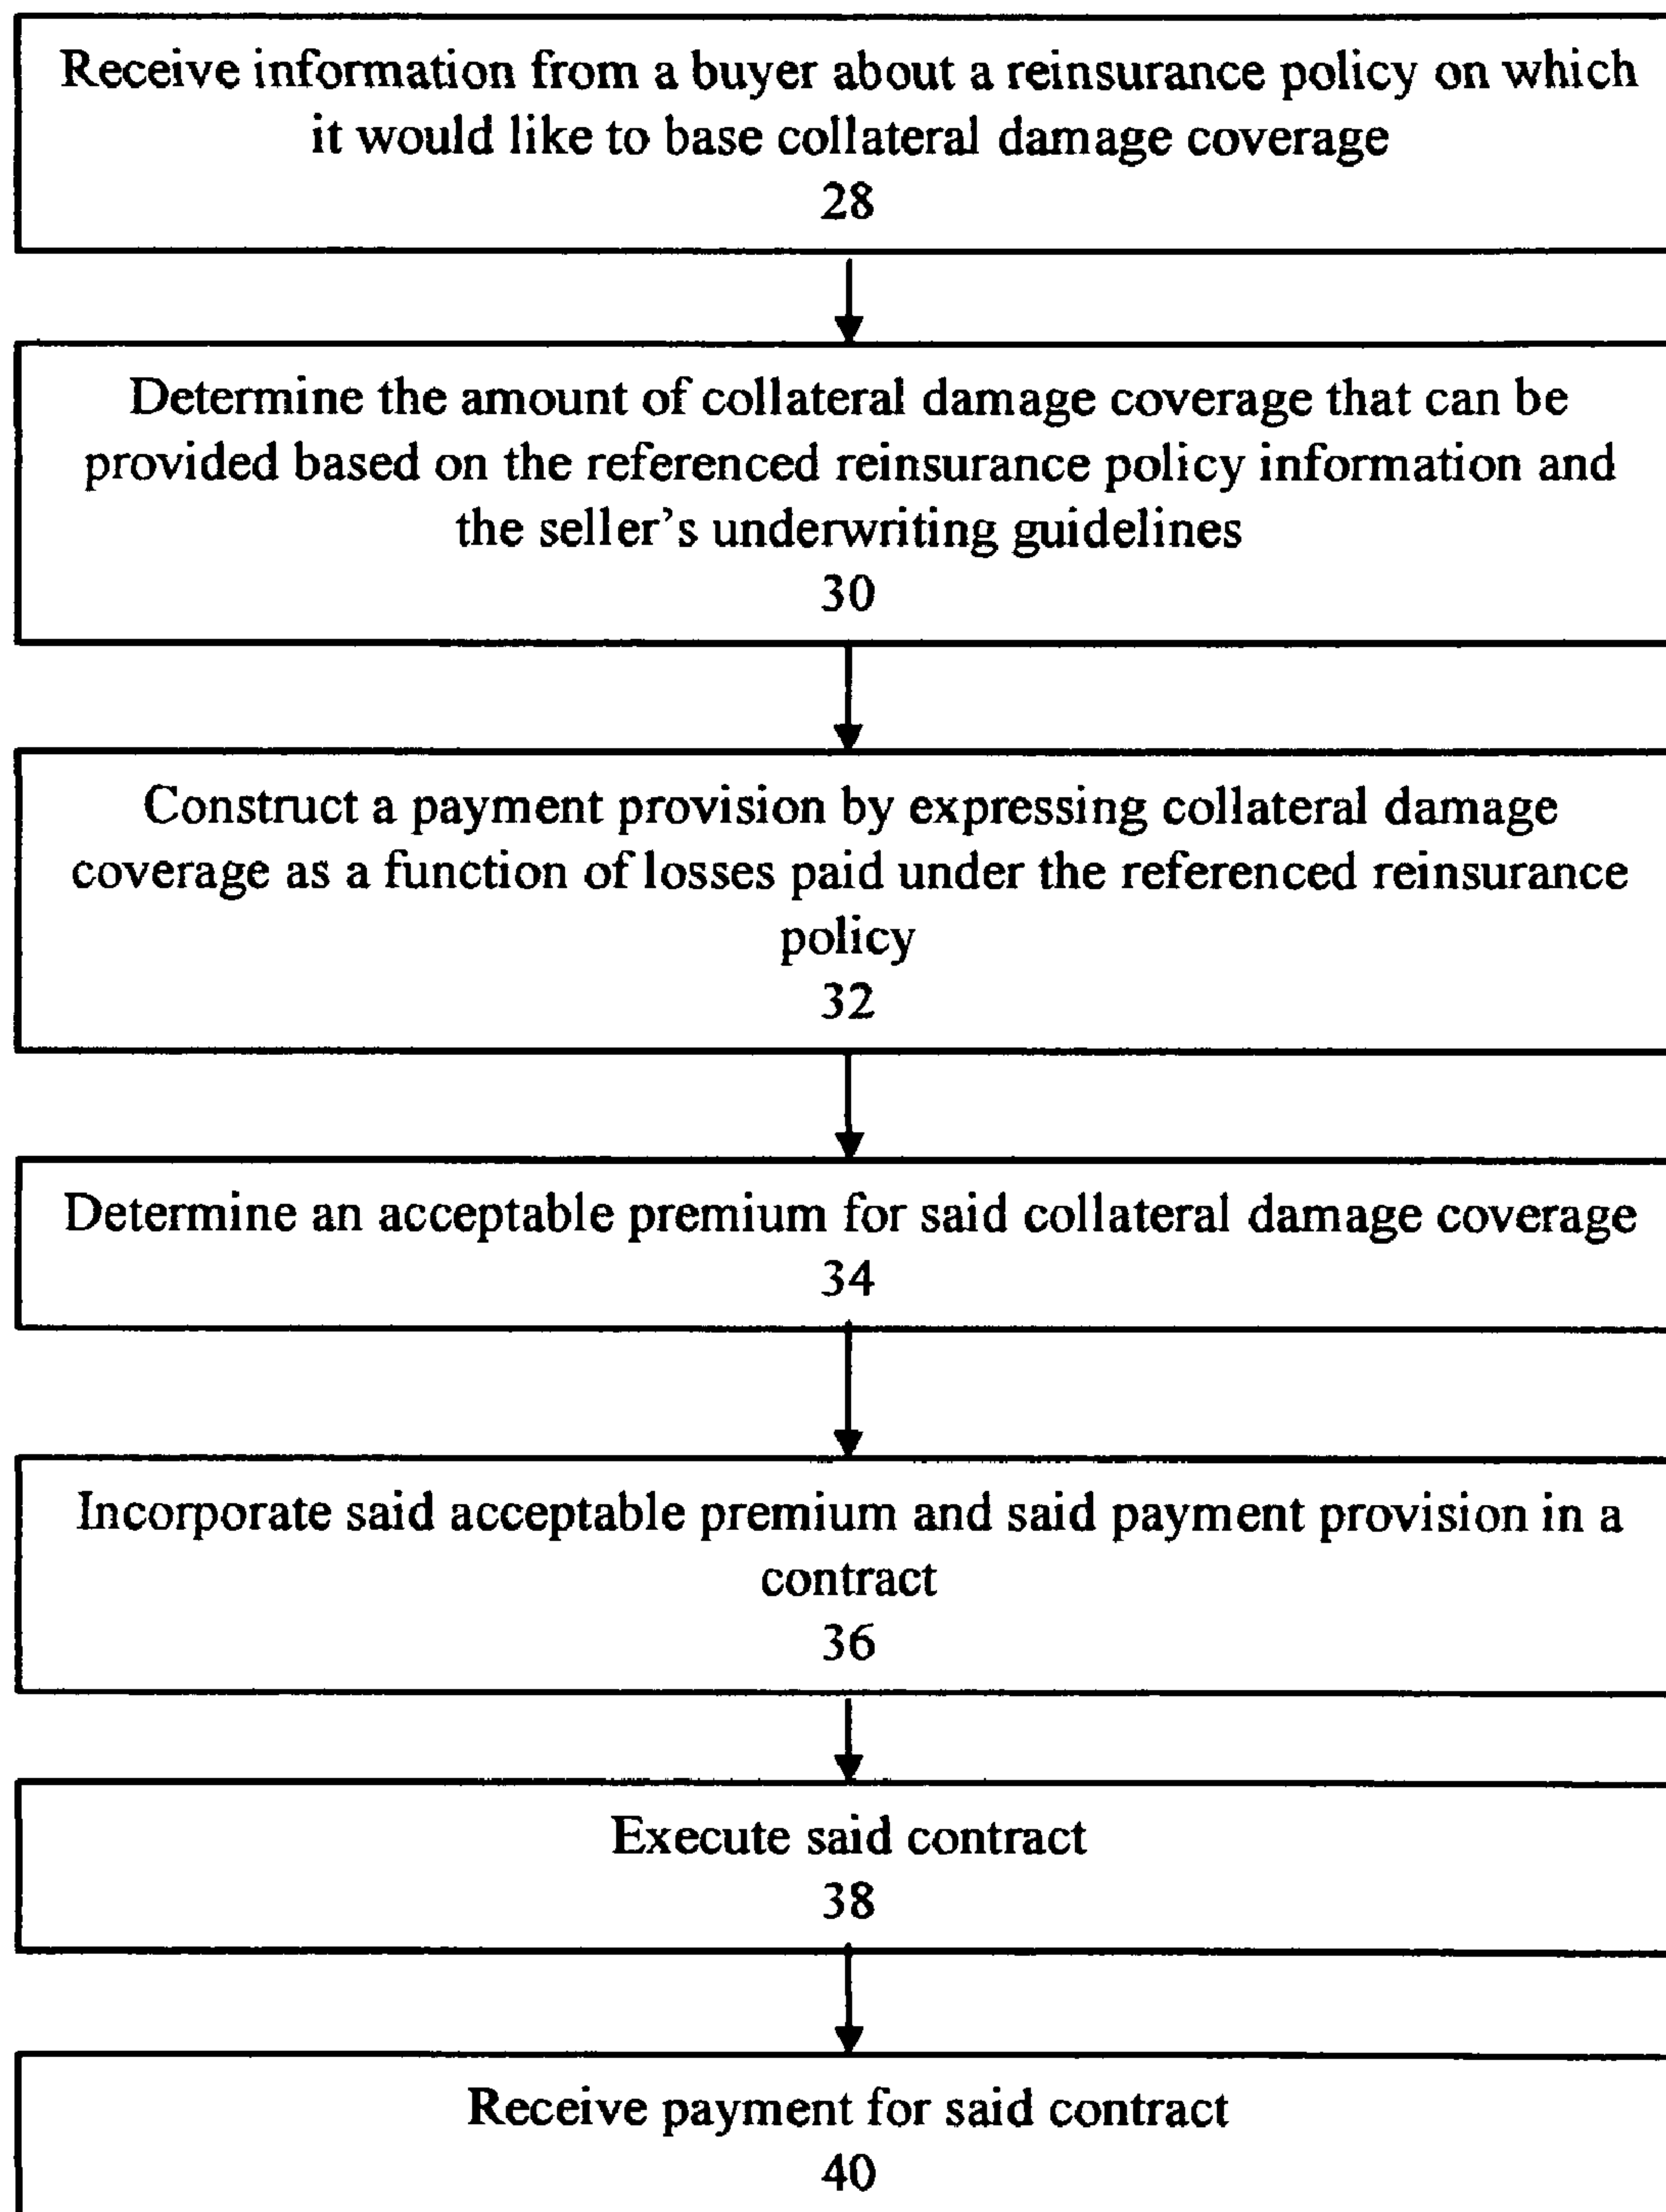 Receive information from a buyer about a reinsurance policy on which
it would like to base collateral damage coverage
28
Determine the amount of collateral damage coverage that can be
provided based on the referenced reinsurance policy information and
the seller’s underwriting guidelines
30
Construct a payment provision by expressing collateral damage
coverage as a function of losses paid under the referenced reinsurance
policy
32
Determine an acceptable premium for said collateral damage coverage
34
Incorporate said acceptable premium and said payment provision in a
contract
36
Execute said contract
38
Receive payment for said contract
40